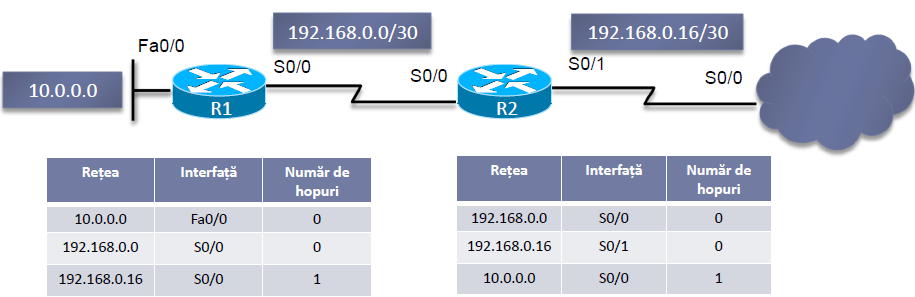 192.168.0.0/30
192.168.0.16/30
Fa0/0
S0/0
S0/0
S0/1
S0/0
10.0.0.0
R1
R2
Rețea Interfață Număr de
hopuri
10.0.0.0 Fa0/0 0
192.168.0.0 S0/0 0
192.168.0.16 S0/0 1
Rețea Interfață Număr de
hopuri
192.168.0.0 S0/0 0
192.168.0.16 S0/1 0
10.0.0.0 S0/0 1